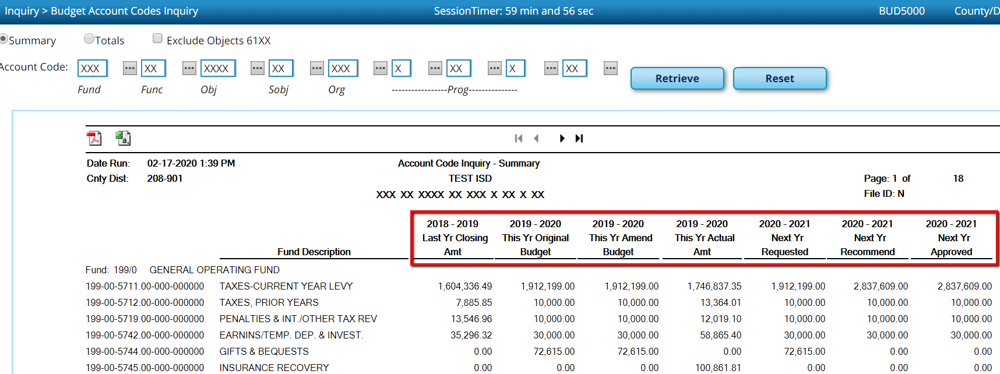 Inquiry > Budget Account Codes Inquiry SessionTimer: 59 min and 56 sec BUD5000 County/D
Summary Totals Exclude Objects 61XX
Account Code: XXX ... XX ... XXXX ... XX ... XXX ... X ... XX ... X ... XX ... Retrieve Reset
Fund Func Obj Sobj Org -----------------Prog---------------
Date Run: 02-17-2020 1:39 PM Account Code Inquiry - Summary
Cnty Dist: 208-901 TEST ISD Page: 1 of 18
XXX XX XXXX XX XXX X XX X XX File ID: N
2018 - 2019 2019 - 2020 2019 - 2020 2019 - 2020 2020 - 2021 2020 - 2021 2020 - 2021
Last Yr Closing This Yr Original This Yr Amend This Yr Actual Next Yr Next Yr Next Yr
Fund Description Amt Budget Budget Amt Requested Recommend Approved
Fund: 199/0 GENERAL OPERATING FUND
199-00-5711.00-000-000000 TAXES-CURRENT YEAR LEVY 1,604,336.49 1,912,199.00 1,912,199.00 1,746,837.35 1,912,199.00 2,837,609.00 2,837,609.00
199-00-5712.00-000-000000 TAXES, PRIOR YEARS 7,885.85 10,000.00 10,000.00 13,364.01 10,000.00 10,000.00 10,000.00
199-00-5719.00-000-000000 PENALTIES & INT./OTHER TAX REV 13,546.96 10,000.00 10,000.00 12,019.10 10,000.00 10,000.00 10,000.00
199-00-5742.00-000-000000 EARNINS/TEMP. DEP. & INVEST. 35,296.32 30,000.00 30,000.00 58,865.40 30,000.00 30,000.00 30,000.00
199-00-5744.00-000-000000 GIFTS & BEQUESTS 0.00 72,615.00 72,615.00 0.00 72,615.00 0.00 0.00
199-00-5745.00-000-000000 INSURANCE RECOVERY 0.00 0.00 0.00 100,861.81 0.00 0.00 0.00